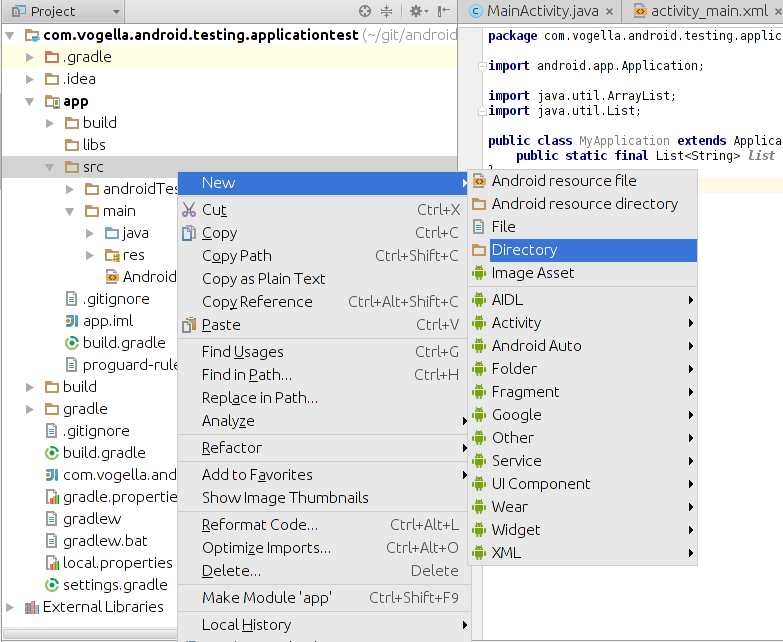 Project
MainActivity.java
activity_main.xml
com.vogella.android.testing.applicationtest (~/git/android
.gradle
.idea
app
build
libs
src
androidTes
main
java
res
Android
.gitignore
app.iml
build.gradle
proguard-rule
build
gradle
.gitignore
build.gradle
com.vogella.and
gradle.propertie
gradlew
gradlew.bat
local.properties
settings.gradle
External Libraries
package com.vogella.android.testing.applic
import android.app.Application;
import java.util.ArrayList;
import java.util.List;
public class MyApplication extends Applica
public static final List<String> list
New
Cut Ctrl+X
Copy Ctrl+C
Copy Path Ctrl+Shift+C
Copy as Plain Text
Copy Reference Ctrl+Alt+Shift+C
Paste Ctrl+V
Find Usages Ctrl+G
Find in Path... Ctrl+H
Replace in Path...
Analyze
Refactor
Add to Favorites
Show Image Thumbnails
Reformat Code... Ctrl+Alt+L
Optimize Imports... Ctrl+Alt+O
Delete... Delete
Make Module 'app' Ctrl+Shift+F9
Local History
Android resource file
Android resource directory
File
Directory
Image Asset
AIDL
Activity
Android Auto
Folder
Fragment
Google
Other
Service
UI Component
Wear
Widget
XML